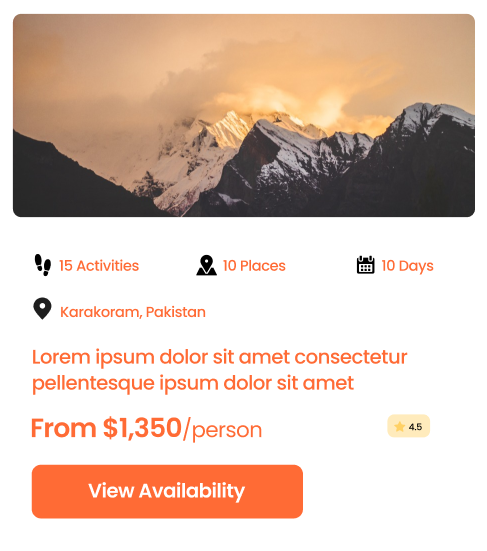 15 Activities 10 Places 10 Days
Karakoram, Pakistan
Lorem ipsum dolor sit amet consectetur
pellentesque ipsum dolor sit amet
From $1,350/person 4.5
View Availability